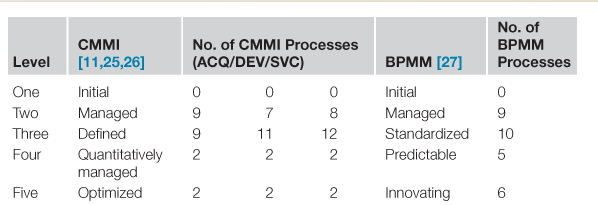 No. of
CMMI No. of CMMI Processes BPMM
Level [11,25,26] (ACQ/DEV/SVC) BPMM [27] Processes
One Initial 0 0 0 Initial 0
Two Managed 9 7 8 Managed 9
Three Defined 9 11 12 Standardized 10
Four Quantitatively 2 2 2 Predictable 5
managed
Five Optimized 2 2 2 Innovating 6